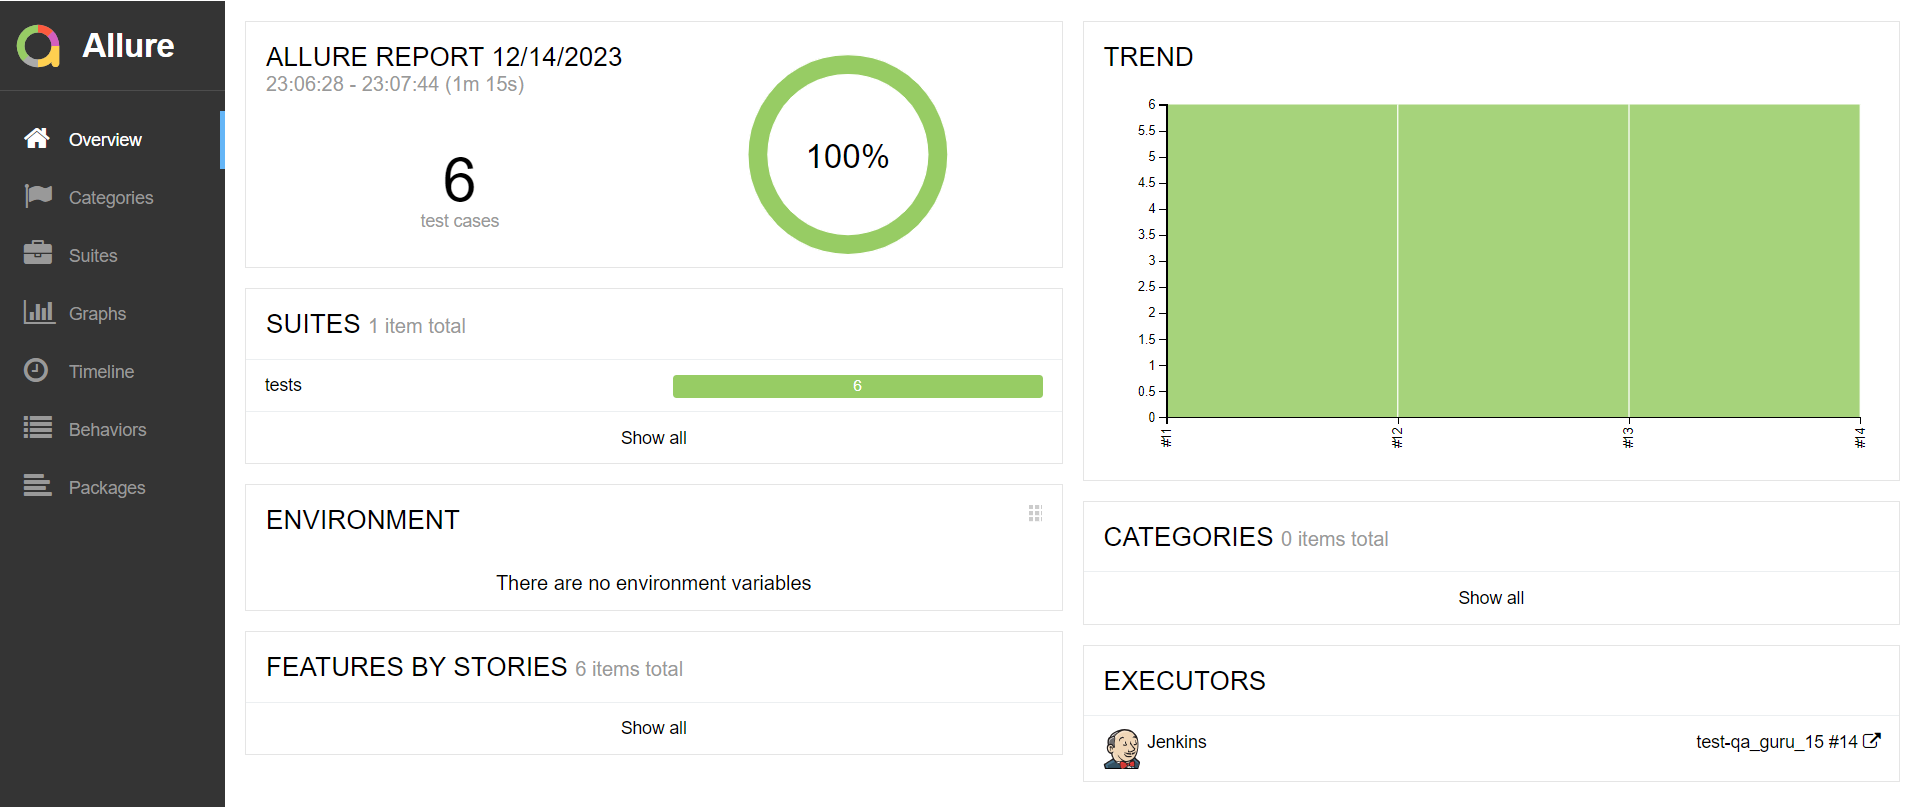 Allure
Overview
Categories
Suites
Graphs
Timeline
Behaviors
Packages
ALLURE REPORT 12/14/2023
23:06:28 - 23:07:44 (1m 15s)
6
test cases
100%
SUITES 1 item total
tests 6
Show all
ENVIRONMENT
There are no environment variables
FEATURES BY STORIES 6 items total
Show all
TREND
6
5.5
5
4.5
4
3.5
3
2.5
2
1.5
1
0.5
0
#11 #12 #13 #14
CATEGORIES 0 items total
Show all
EXECUTORS
Jenkins test-qa_guru_15 #14